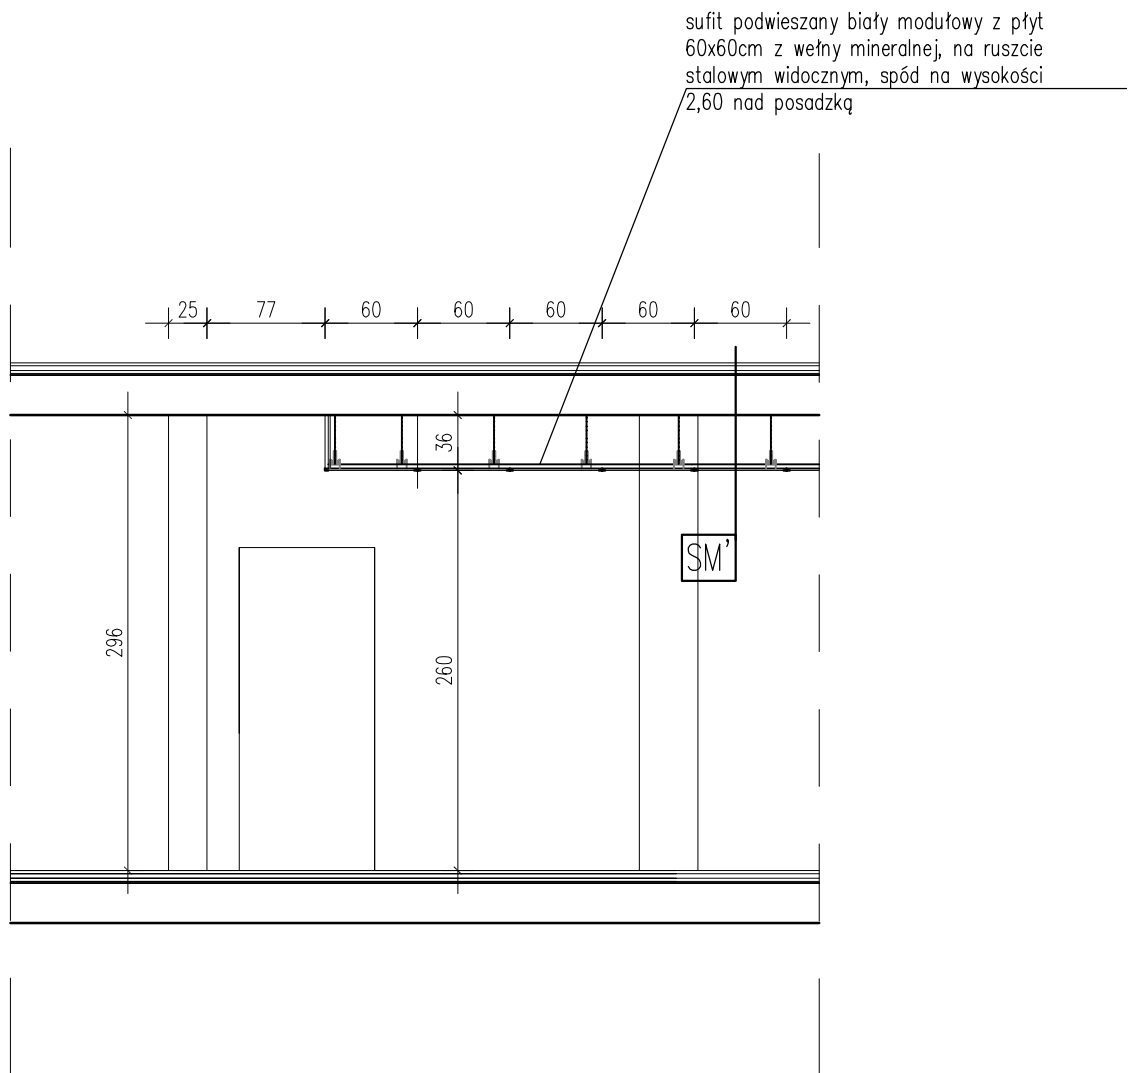 sufit podwieszany biały modułowy z płyt
60x60cm z wełny mineralnej, na ruszcie
stalowym widocznym, spód na wysokości
2,60 nad posadzką
25 77 60 60 60 60 60
36
SM'
296
260